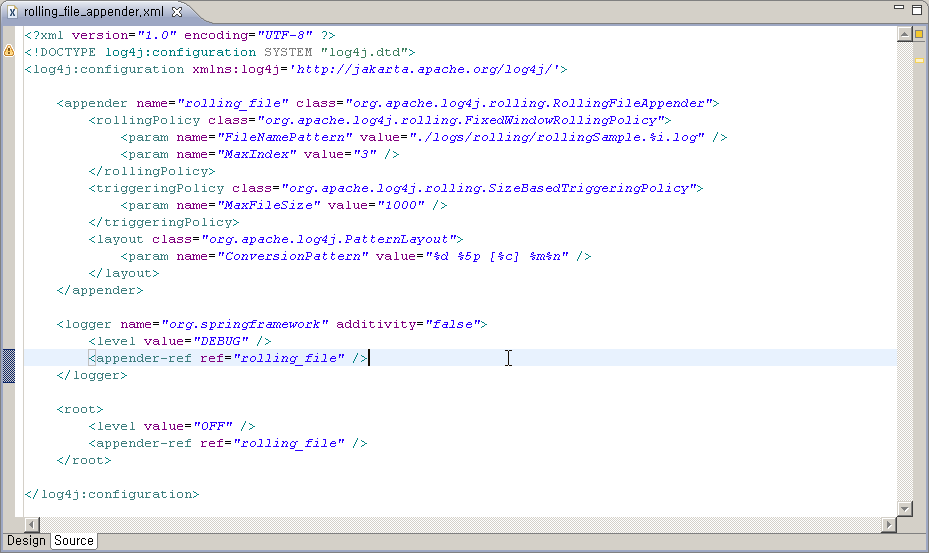 rolling_file_appender.xml
<?xml version="1.0" encoding="UTF-8" ?>
<!DOCTYPE log4j:configuration SYSTEM "log4j.dtd">
<log4j:configuration xmlns:log4j='http://jakarta.apache.org/log4j/'>
<appender name="rolling_file" class="org.apache.log4j.rolling.RollingFileAppender">
<rollingPolicy class="org.apache.log4j.rolling.FixedWindowRollingPolicy">
<param name="FileNamePattern" value="./logs/rolling/rollingSample.%i.log" />
<param name="MaxIndex" value="3" />
</rollingPolicy>
<triggeringPolicy class="org.apache.log4j.rolling.SizeBasedTriggeringPolicy">
<param name="MaxFileSize" value="1000" />
</triggeringPolicy>
<layout class="org.apache.log4j.PatternLayout">
<param name="ConversionPattern" value="%d %5p [%c] %m%n" />
</layout>
</appender>
<logger name="org.springframework" additivity="false">
<level value="DEBUG" />
<appender-ref ref="rolling_file" />
</logger>
<root>
<level value="OFF" />
<appender-ref ref="rolling_file" />
</root>
</log4j:configuration>
Design Source